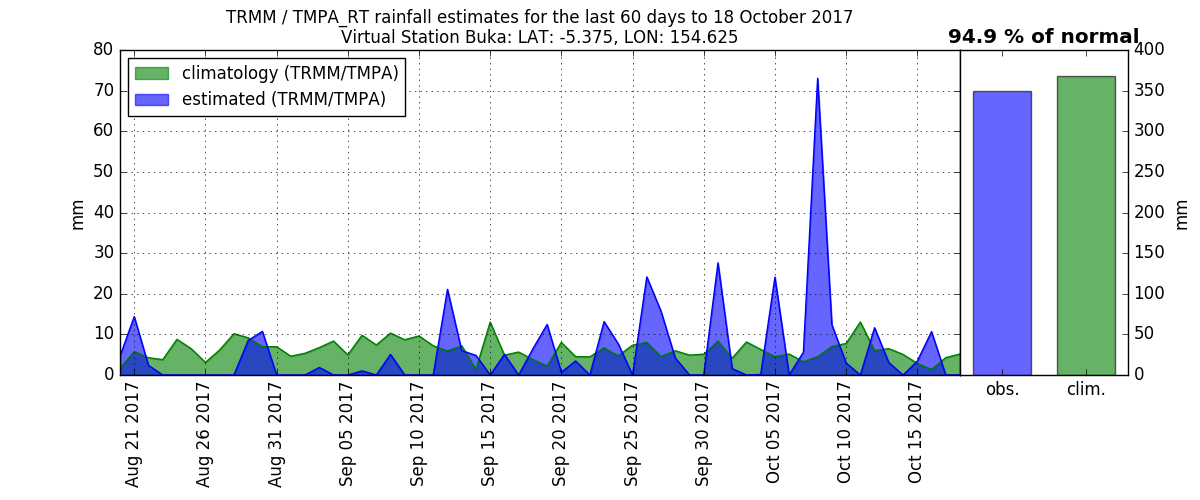 TRMM / TMPA_RT rainfall estimates for the last 60 days to 18 October 2017
Virtual Station Buka: LAT: -5.375, LON: 154.625
94.9 % of normal
climatology (TRMM/TMPA)
estimated (TRMM/TMPA)
80
70
60
50
40
30
20
10
0
mm
Aug 21 2017
Aug 26 2017
Aug 31 2017
Sep 05 2017
Sep 10 2017
Sep 15 2017
Sep 20 2017
Sep 25 2017
Sep 30 2017
Oct 05 2017
Oct 10 2017
Oct 15 2017
obs.
clim.
400
350
300
250
200
150
100
50
0
mm